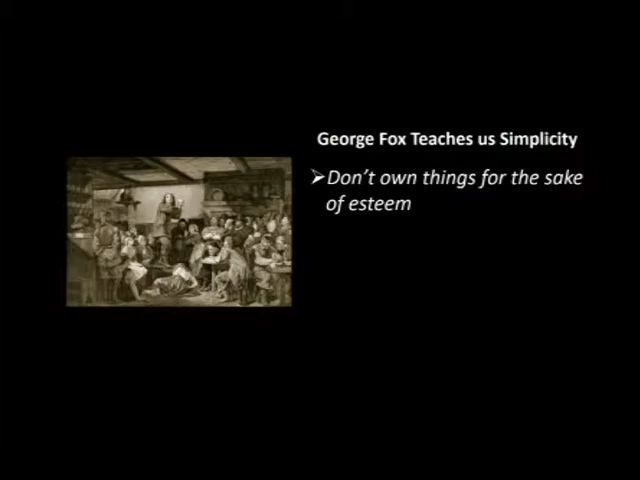 George Fox Teaches us Simplicity
➢Don't own things for the sake
of esteem